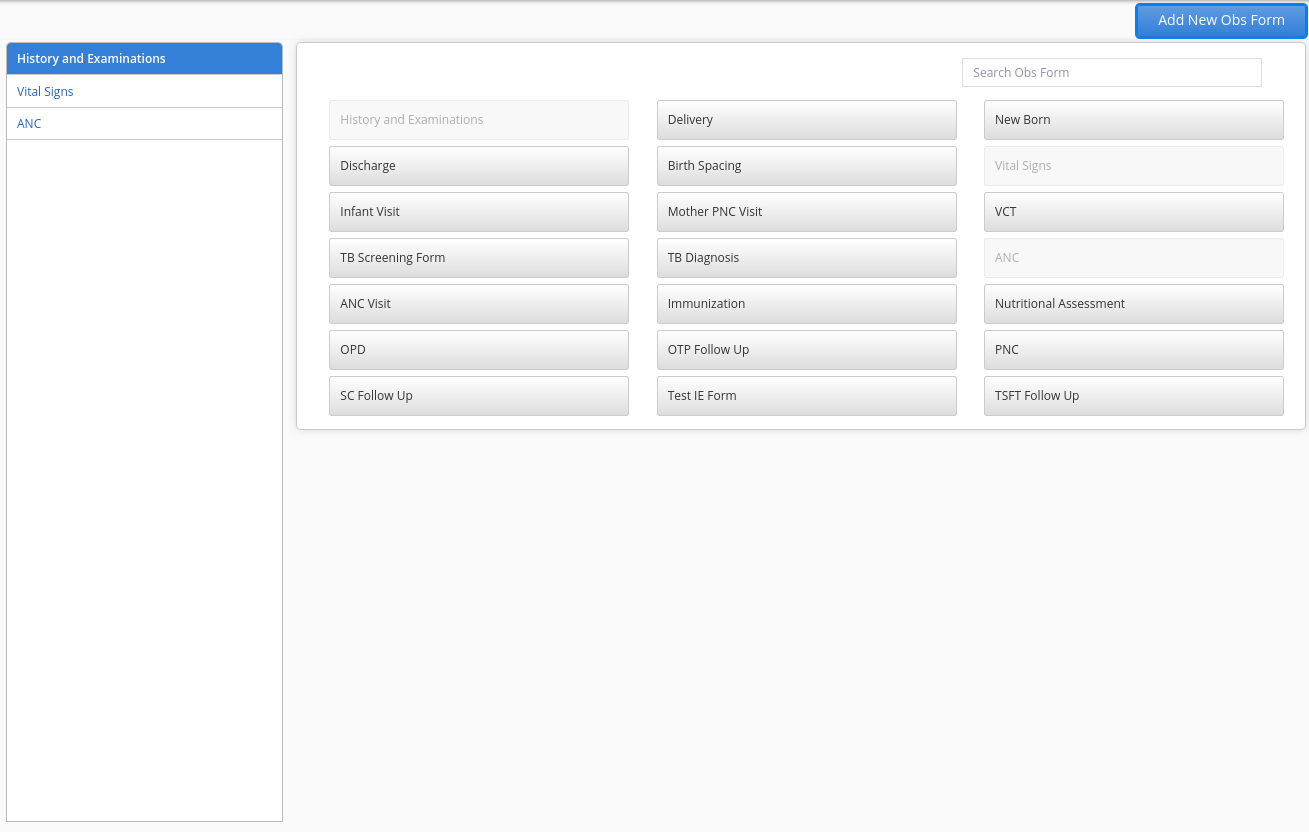 Add New Obs Form
History and Examinations
Vital Signs
ANC
Search Obs Form
History and Examinations
Delivery
New Born
Discharge
Birth Spacing
Vital Signs
Infant Visit
Mother PNC Visit
VCT
TB Screening Form
TB Diagnosis
ANC
ANC Visit
Immunization
Nutritional Assessment
OPD
OTP Follow Up
PNC
SC Follow Up
Test IE Form
TSFT Follow Up